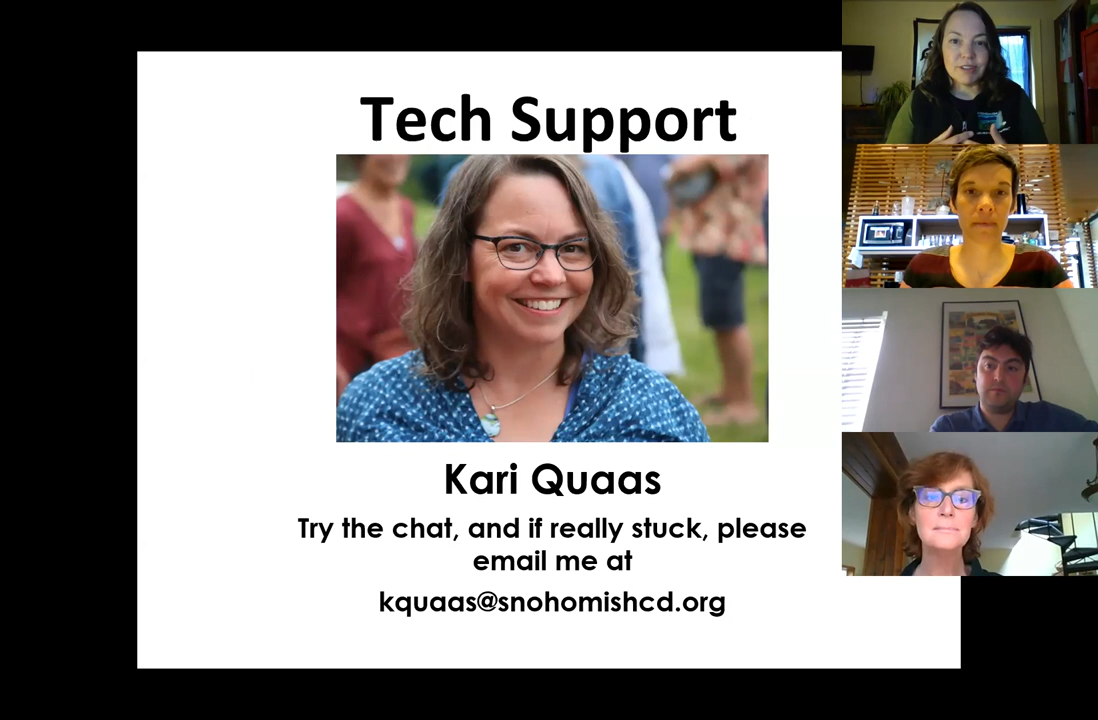 Tech Support
Kari Quaas
Try the chat, and if really stuck, please
email me at
kquaas@snohomishcd.org